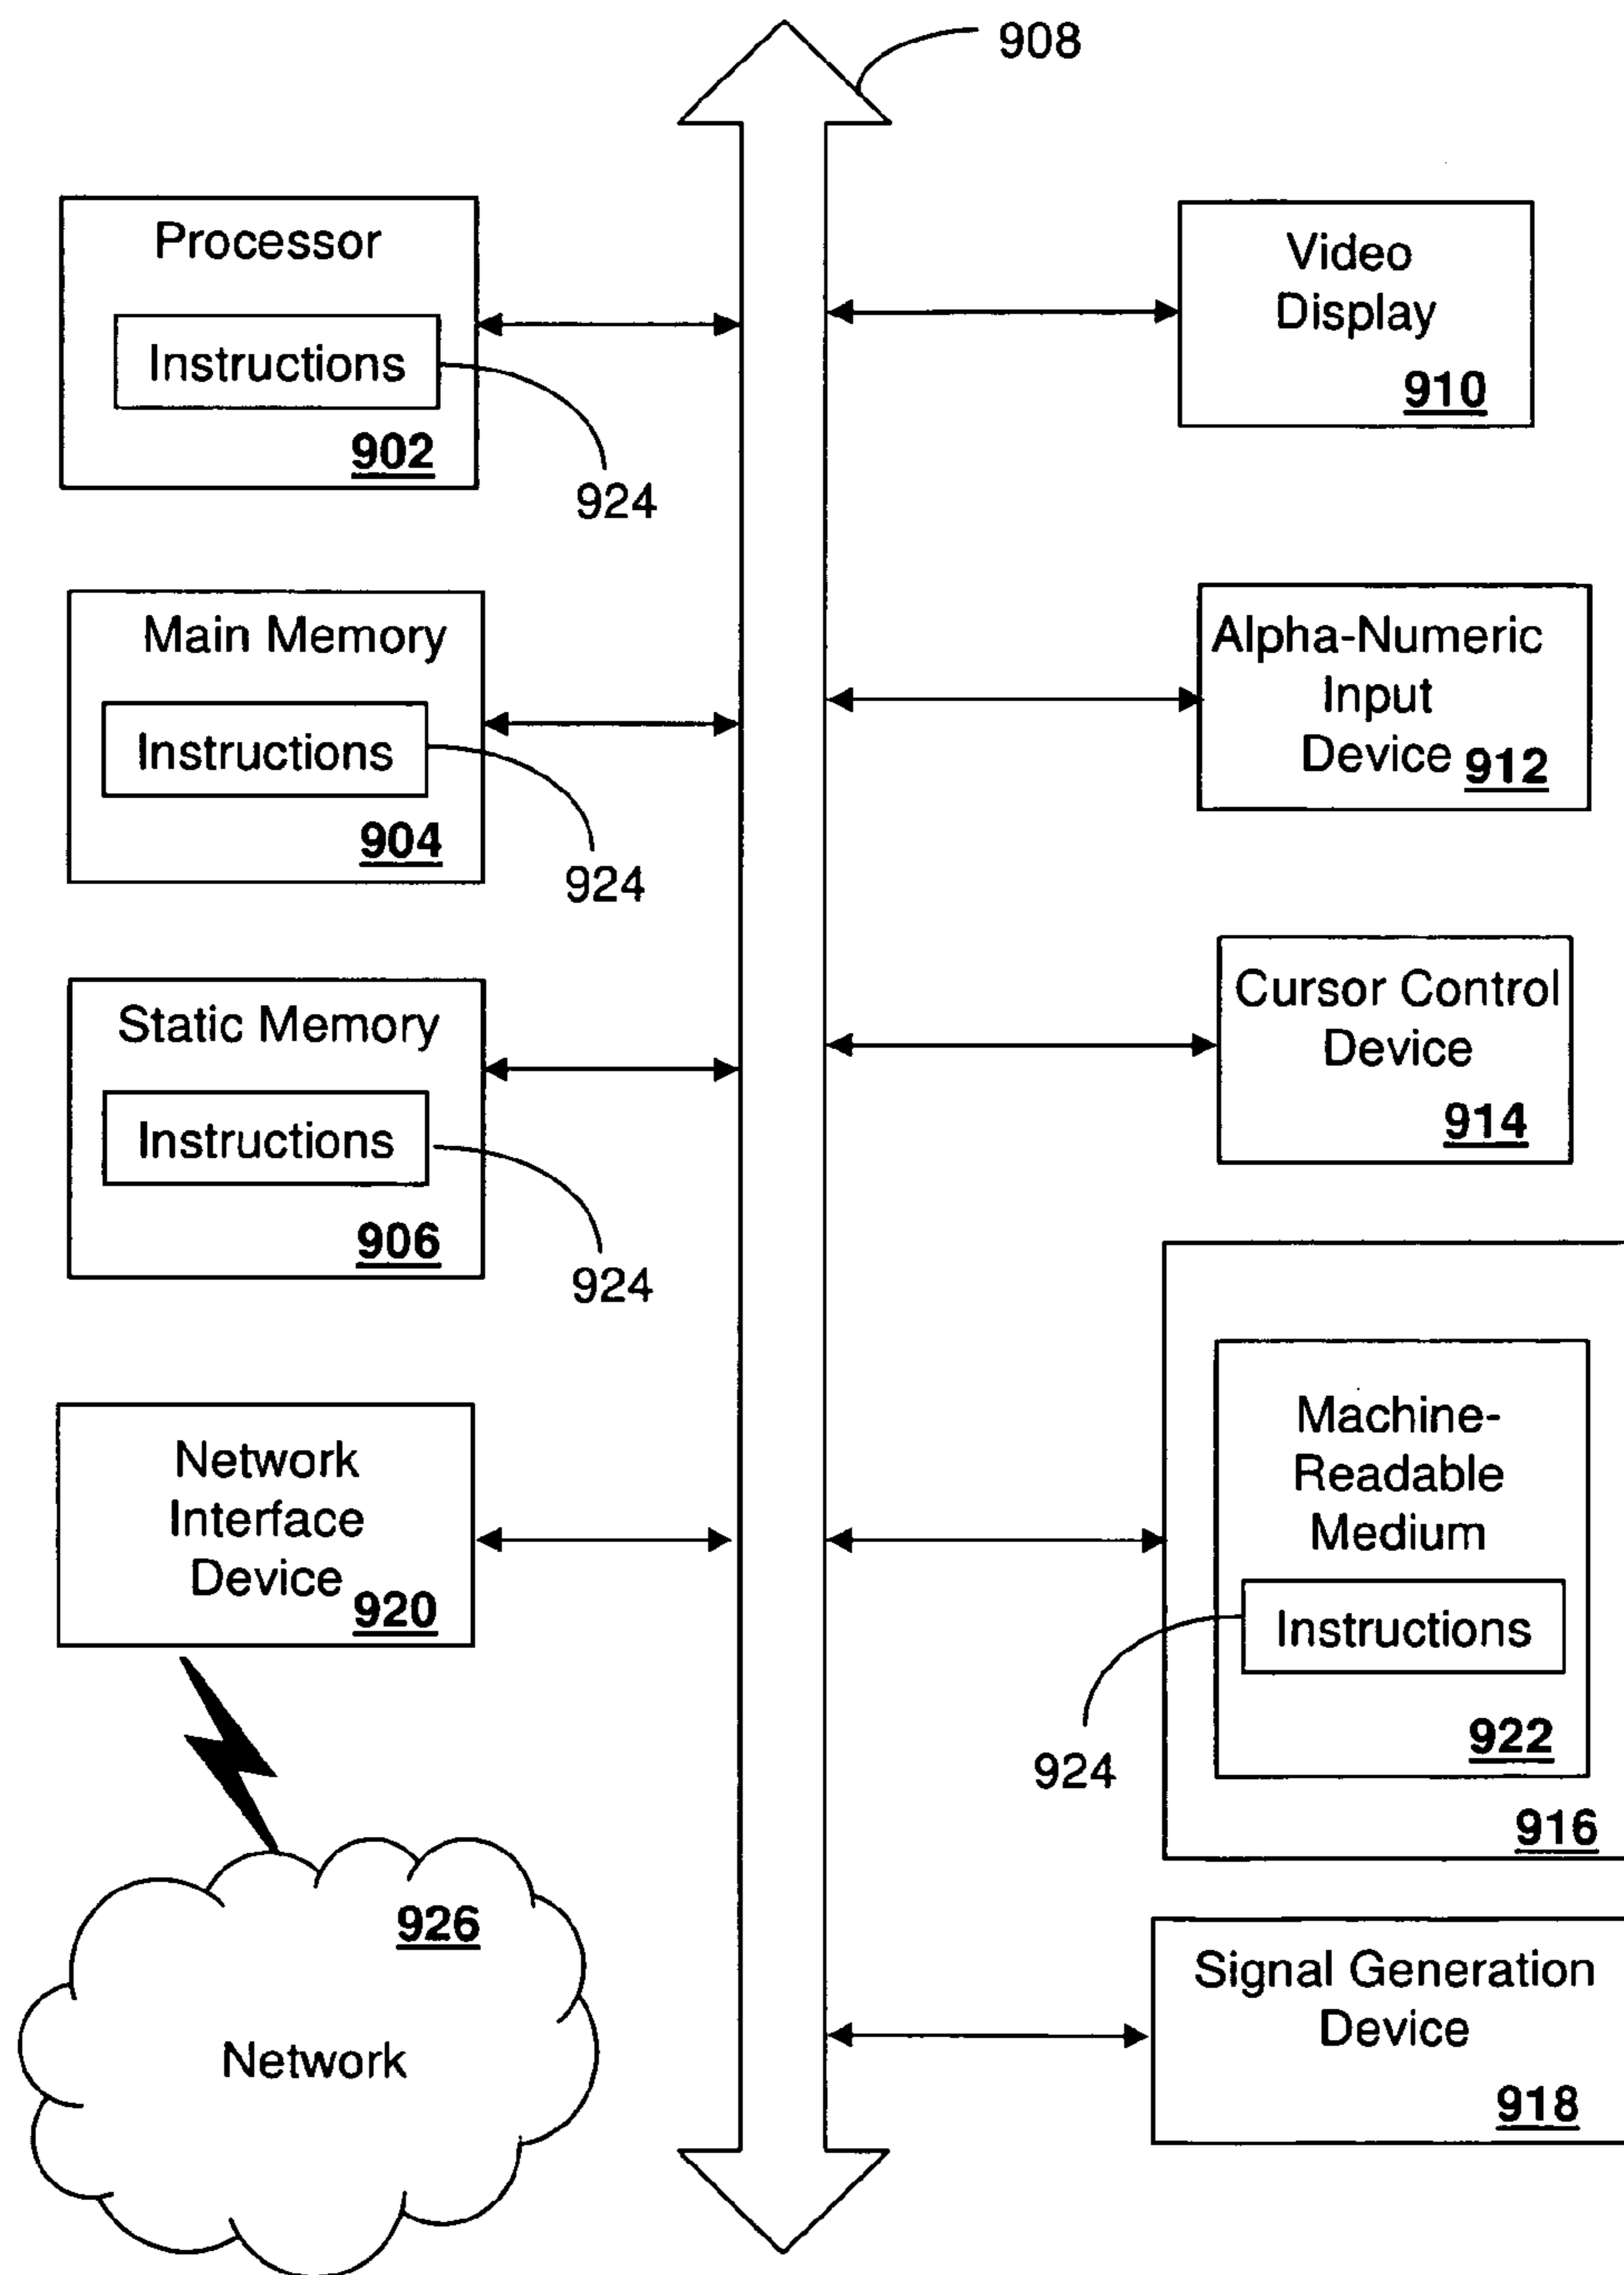 908
Processor
Instructions
902
924
Main Memory
Instructions
904
924
Static Memory
Instructions
906
924
Network
Interface
Device
920
926
Network
Video
Display
910
Alpha-Numeric
Input
Device
912
Cursor Control
Device
914
Machine-
Readable
Medium
Instructions
922
924
916
Signal Generation
Device
918